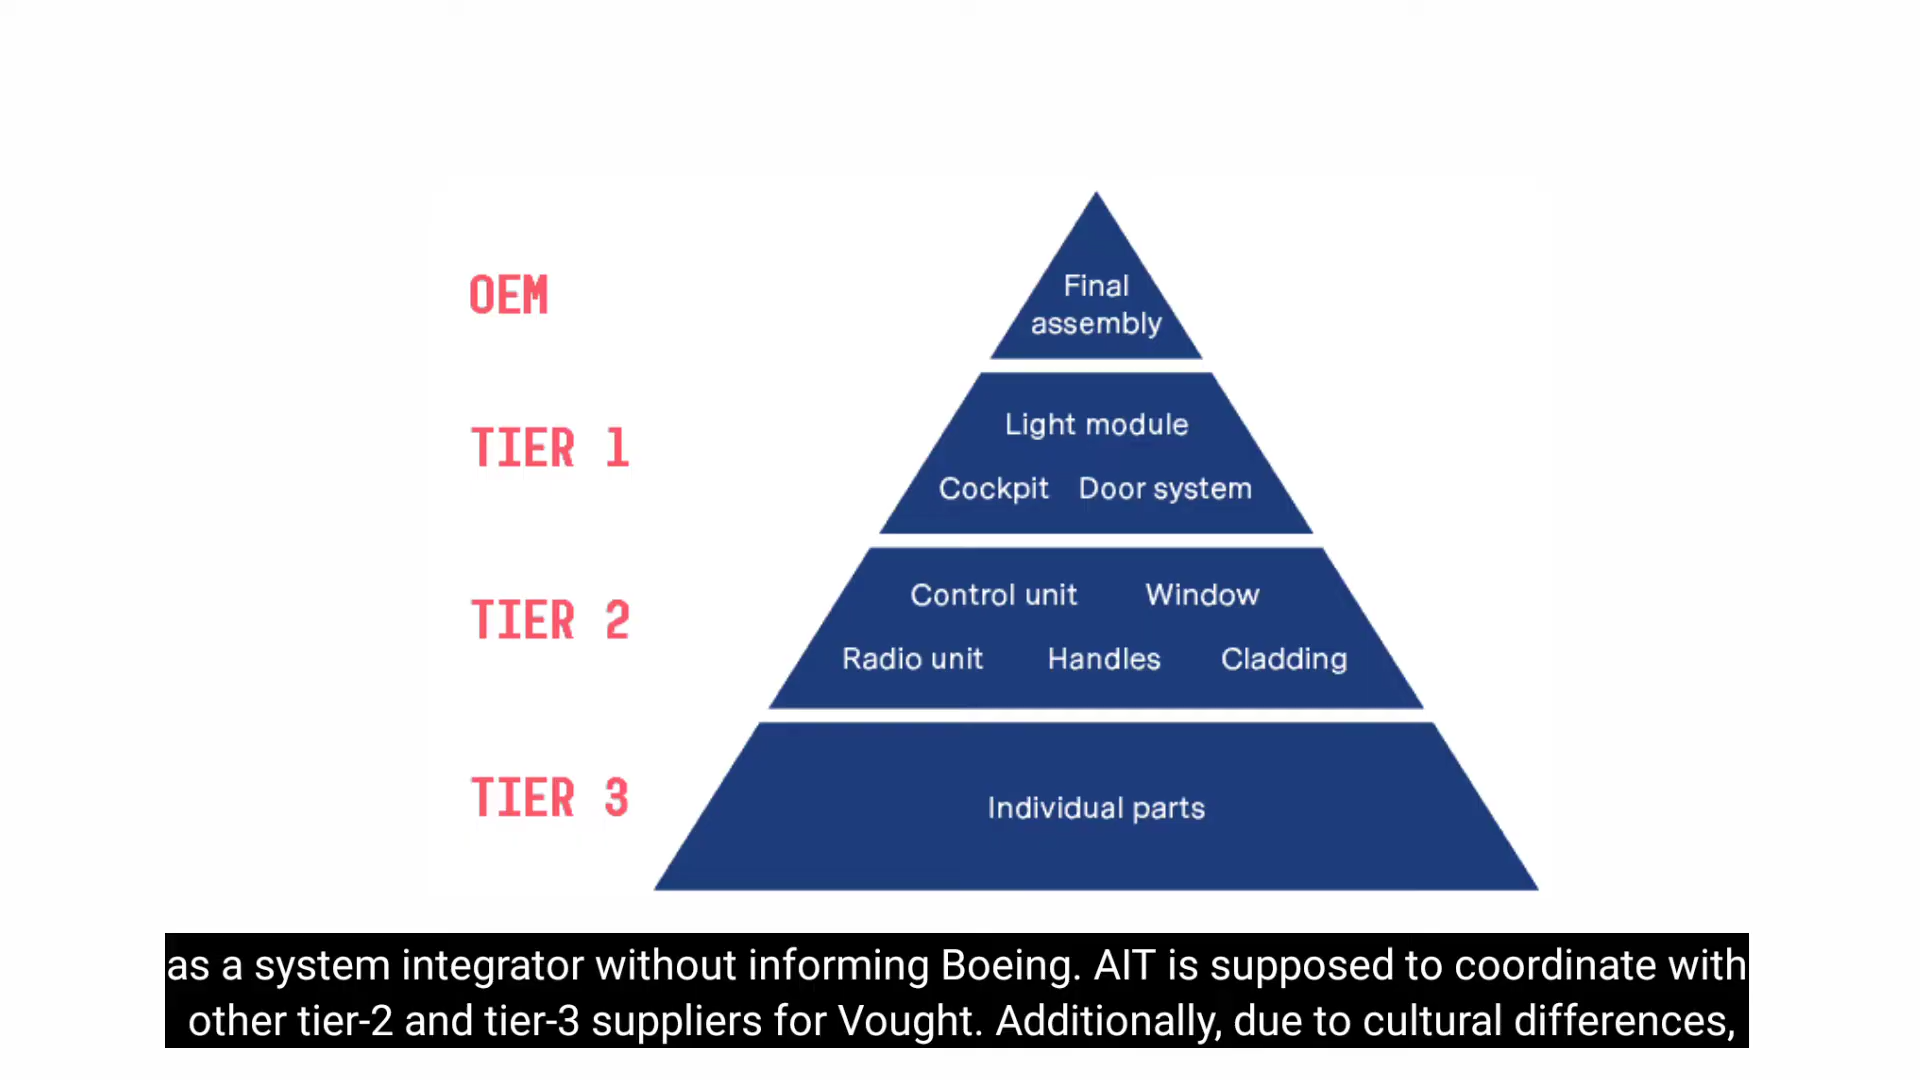 OEM
Final
assembly
TIER 1
Light module
Cockpit Door system
TIER 2
Control unit Window
Radio unit Handles Cladding
TIER 3
Individual parts
as a system integrator without informing Boeing. AIT is supposed to coordinate with
other tier-2 and tier-3 suppliers for Vought. Additionally, due to cultural differences,